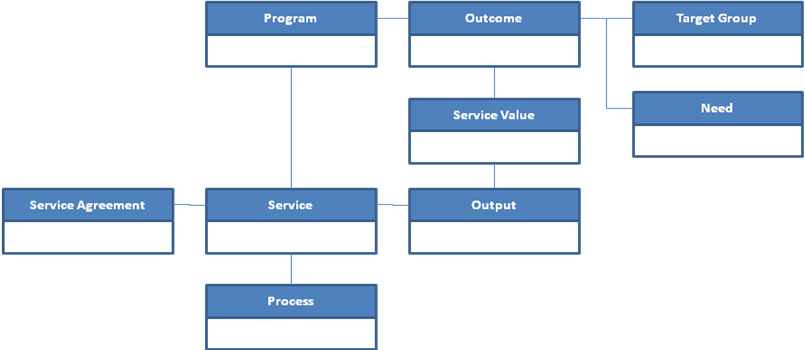 Program
Outcome
Target Group
Need
Service Value
Service Agreement
Service
Output
Process